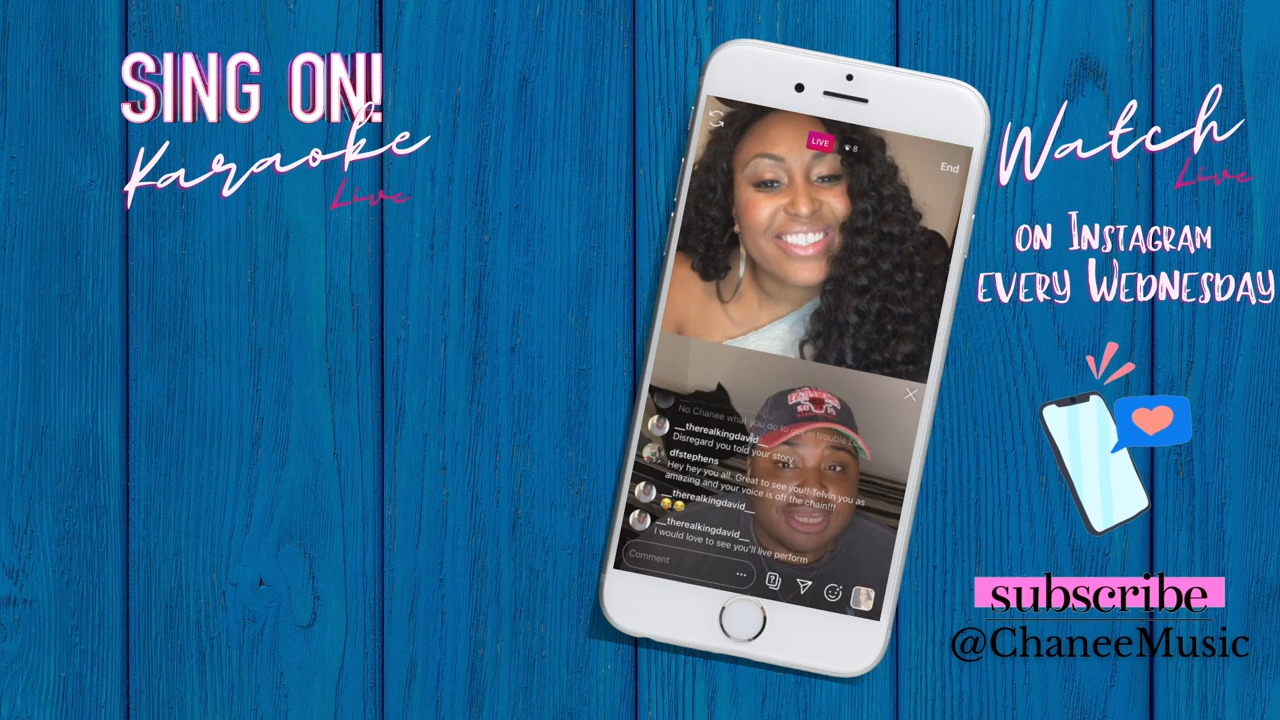 SING ON!
Karaoke
Live
LIVE
8
End
No Chanee what you do to get in trouble Lol
__therealkingdavid__
Disregard you told your story
dfstephens
Hey hey you all. Great to see you!! Telvin you as
amazing and your voice is off the chain!!!
__therealkingdavid__
😂😂
__therealkingdavid__
I would love to see you'll live perform
Comment
Watch
Live
ON INSTAGRAM
EVERY WEDNESDAY
subscribe
@ChaneeMusic